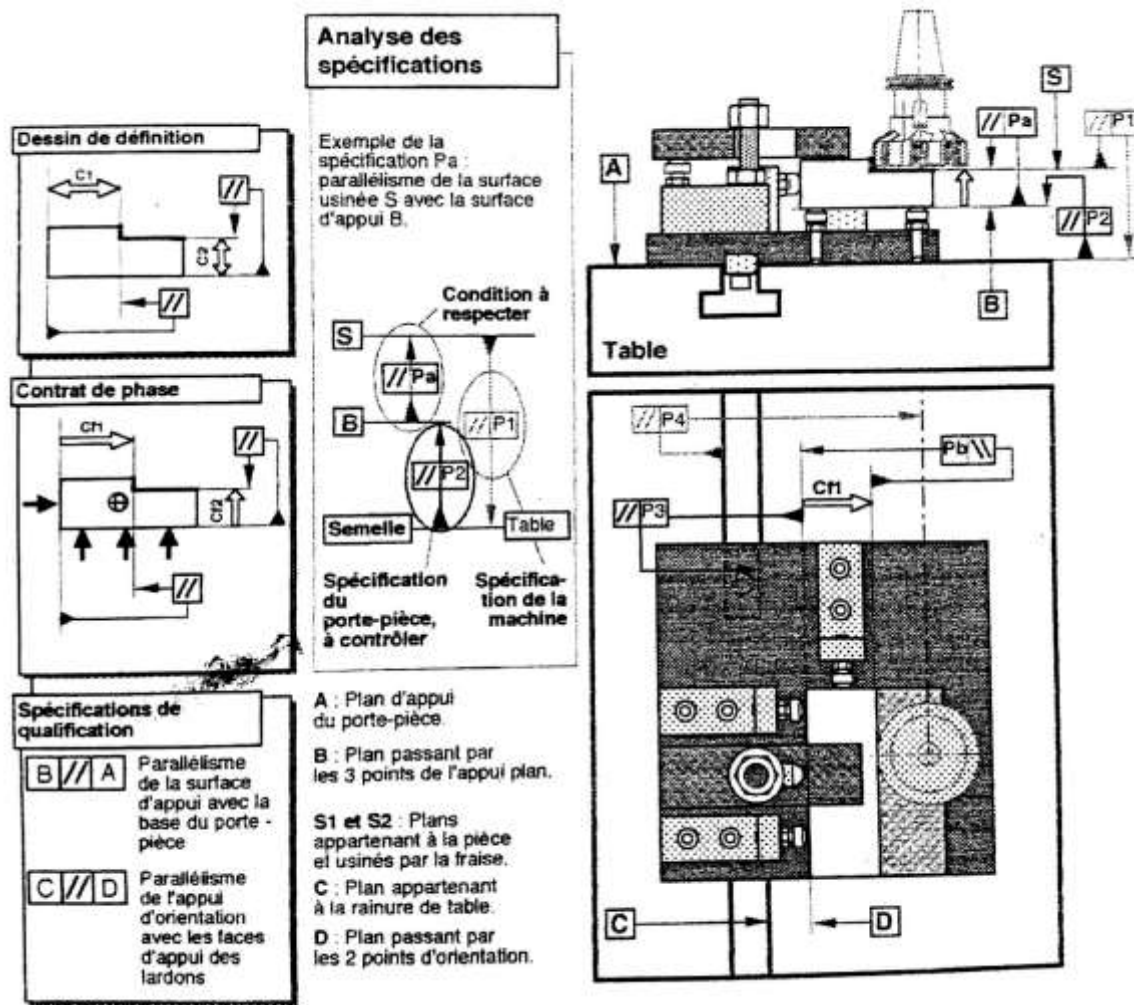 Analyse des
spécifications
Exemple de la
spécification Pa :
parallélisme de la surface
usinée S avec la surface
d'appui B.
Condition à
respecter
S
// Pa
B
// P1
// P2
Semelle
Table
Spécification
du
porte-pièce,
à contrôler
Spécifica-
tion de la
machine
Dessin de définition
C1
//
C2
//
Contrat de phase
Cf1
//
Cf2
//
Spécifications de
qualification
B // A
Parallélisme
de la surface
d'appui avec la
base du porte -
pièce
C // D
Parallélisme
de l'appui
d'orientation
avec les faces
d'appui des
lardons
A : Plan d'appui
du porte-pièce.
B : Plan passant par
les 3 points de l'appui plan.
S1 et S2 : Plans
appartenant à la pièce
et usinés par la fraise.
C : Plan appartenant
à la rainure de table.
D : Plan passant par
les 2 points d'orientation.
S
// Pa
// P1
A
// P2
B
Table
// P4
Pb \\
Cf1
// P3
C
D